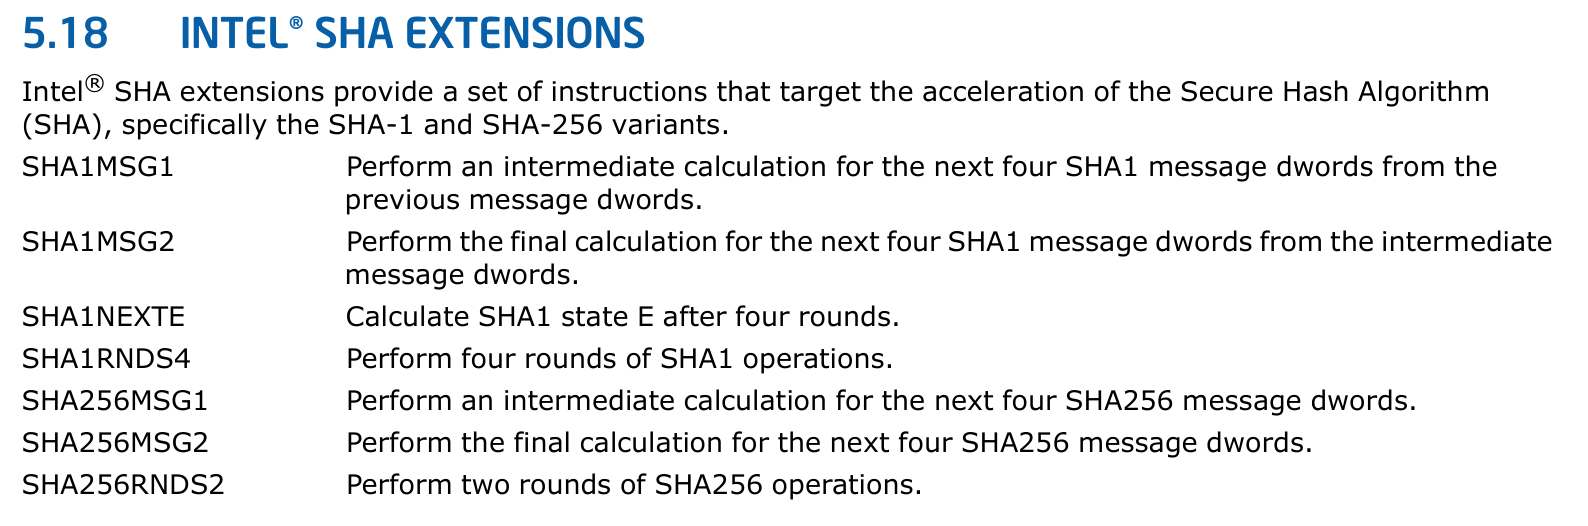 5.18 INTEL® SHA EXTENSIONS
Intel® SHA extensions provide a set of instructions that target the acceleration of the Secure Hash Algorithm
(SHA), specifically the SHA-1 and SHA-256 variants.
SHA1MSG1 Perform an intermediate calculation for the next four SHA1 message dwords from the
previous message dwords.
SHA1MSG2 Perform the final calculation for the next four SHA1 message dwords from the intermediate
message dwords.
SHA1NEXTE Calculate SHA1 state E after four rounds.
SHA1RNDS4 Perform four rounds of SHA1 operations.
SHA256MSG1 Perform an intermediate calculation for the next four SHA256 message dwords.
SHA256MSG2 Perform the final calculation for the next four SHA256 message dwords.
SHA256RNDS2 Perform two rounds of SHA256 operations.